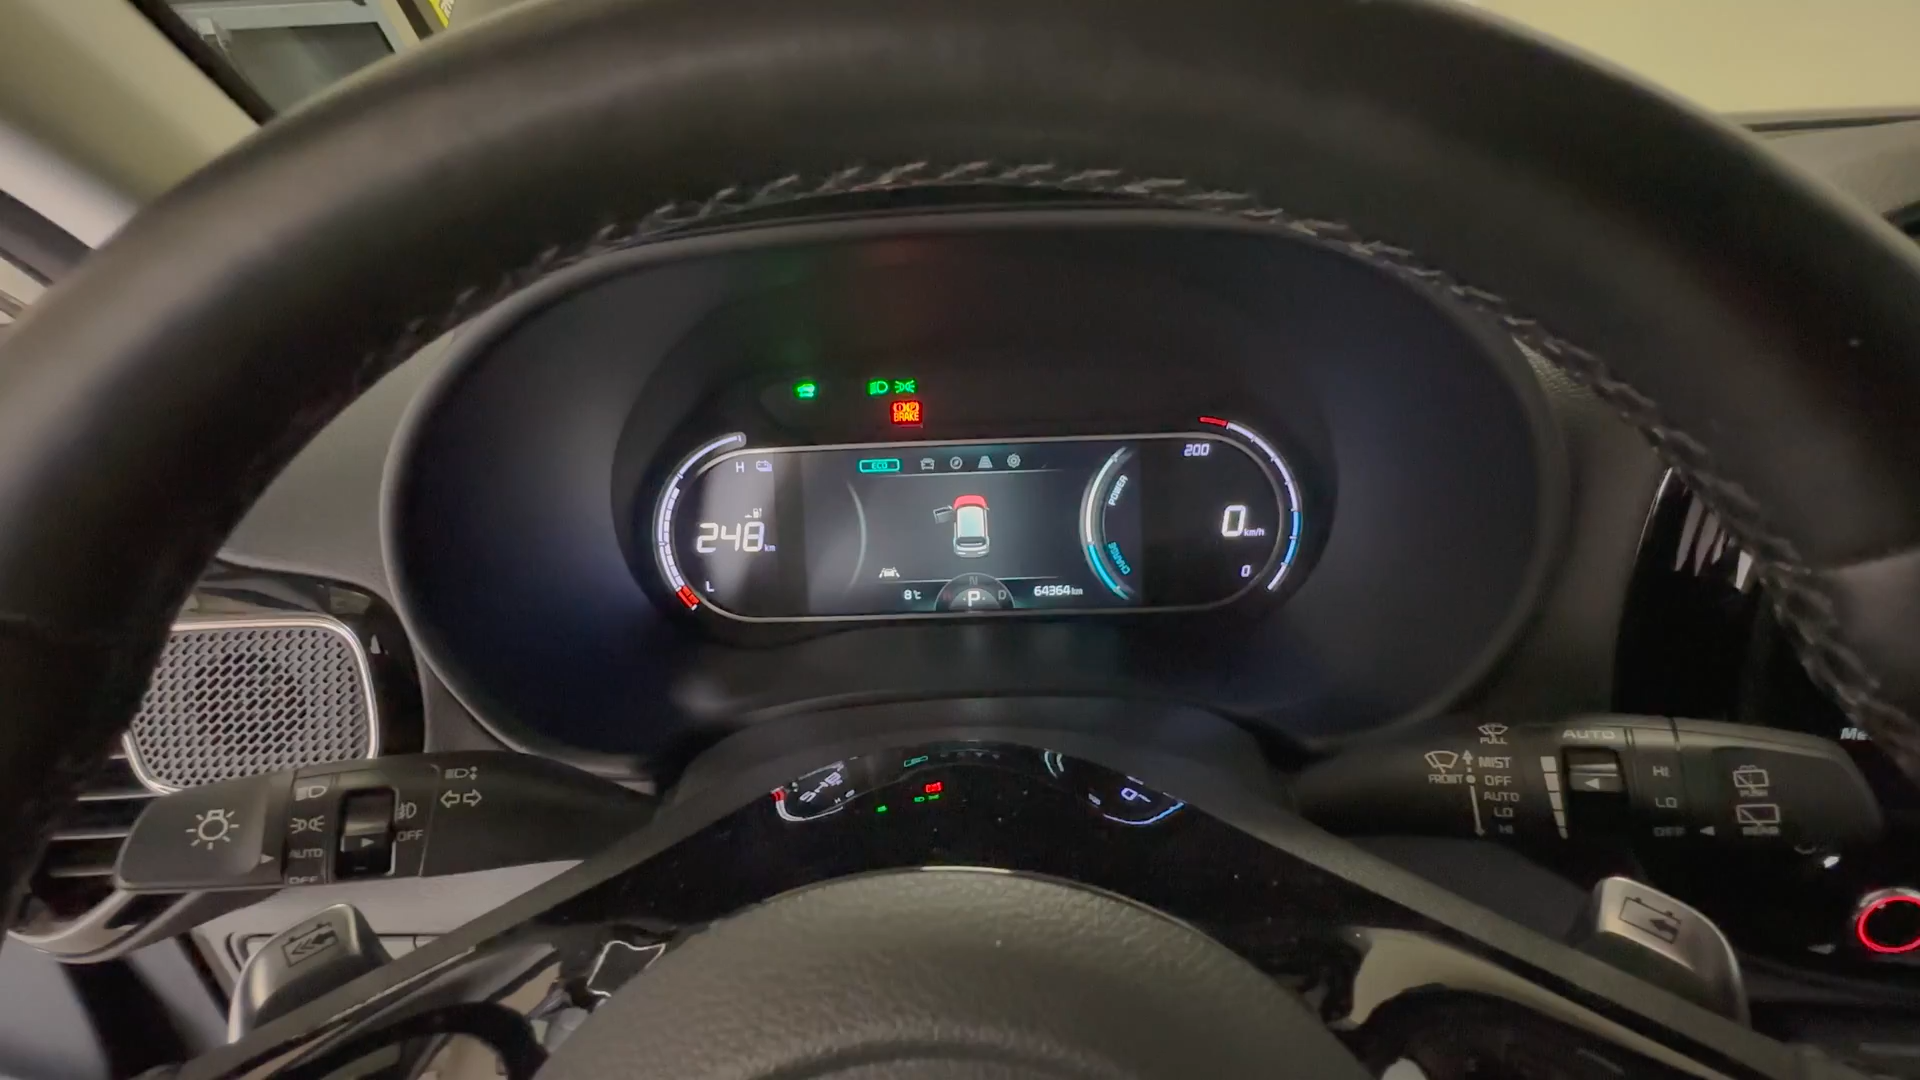 BRAKE
H
ECO
200
POWER
248 km
0 km/h
CHARGE
L
0
8°C
N
P
D
64364 km
AUTO
OFF
OFF
PULL
AUTO
MIST
FRONT
OFF
AUTO
LO
HI
HI
LO
OFF
PUSH
REAR